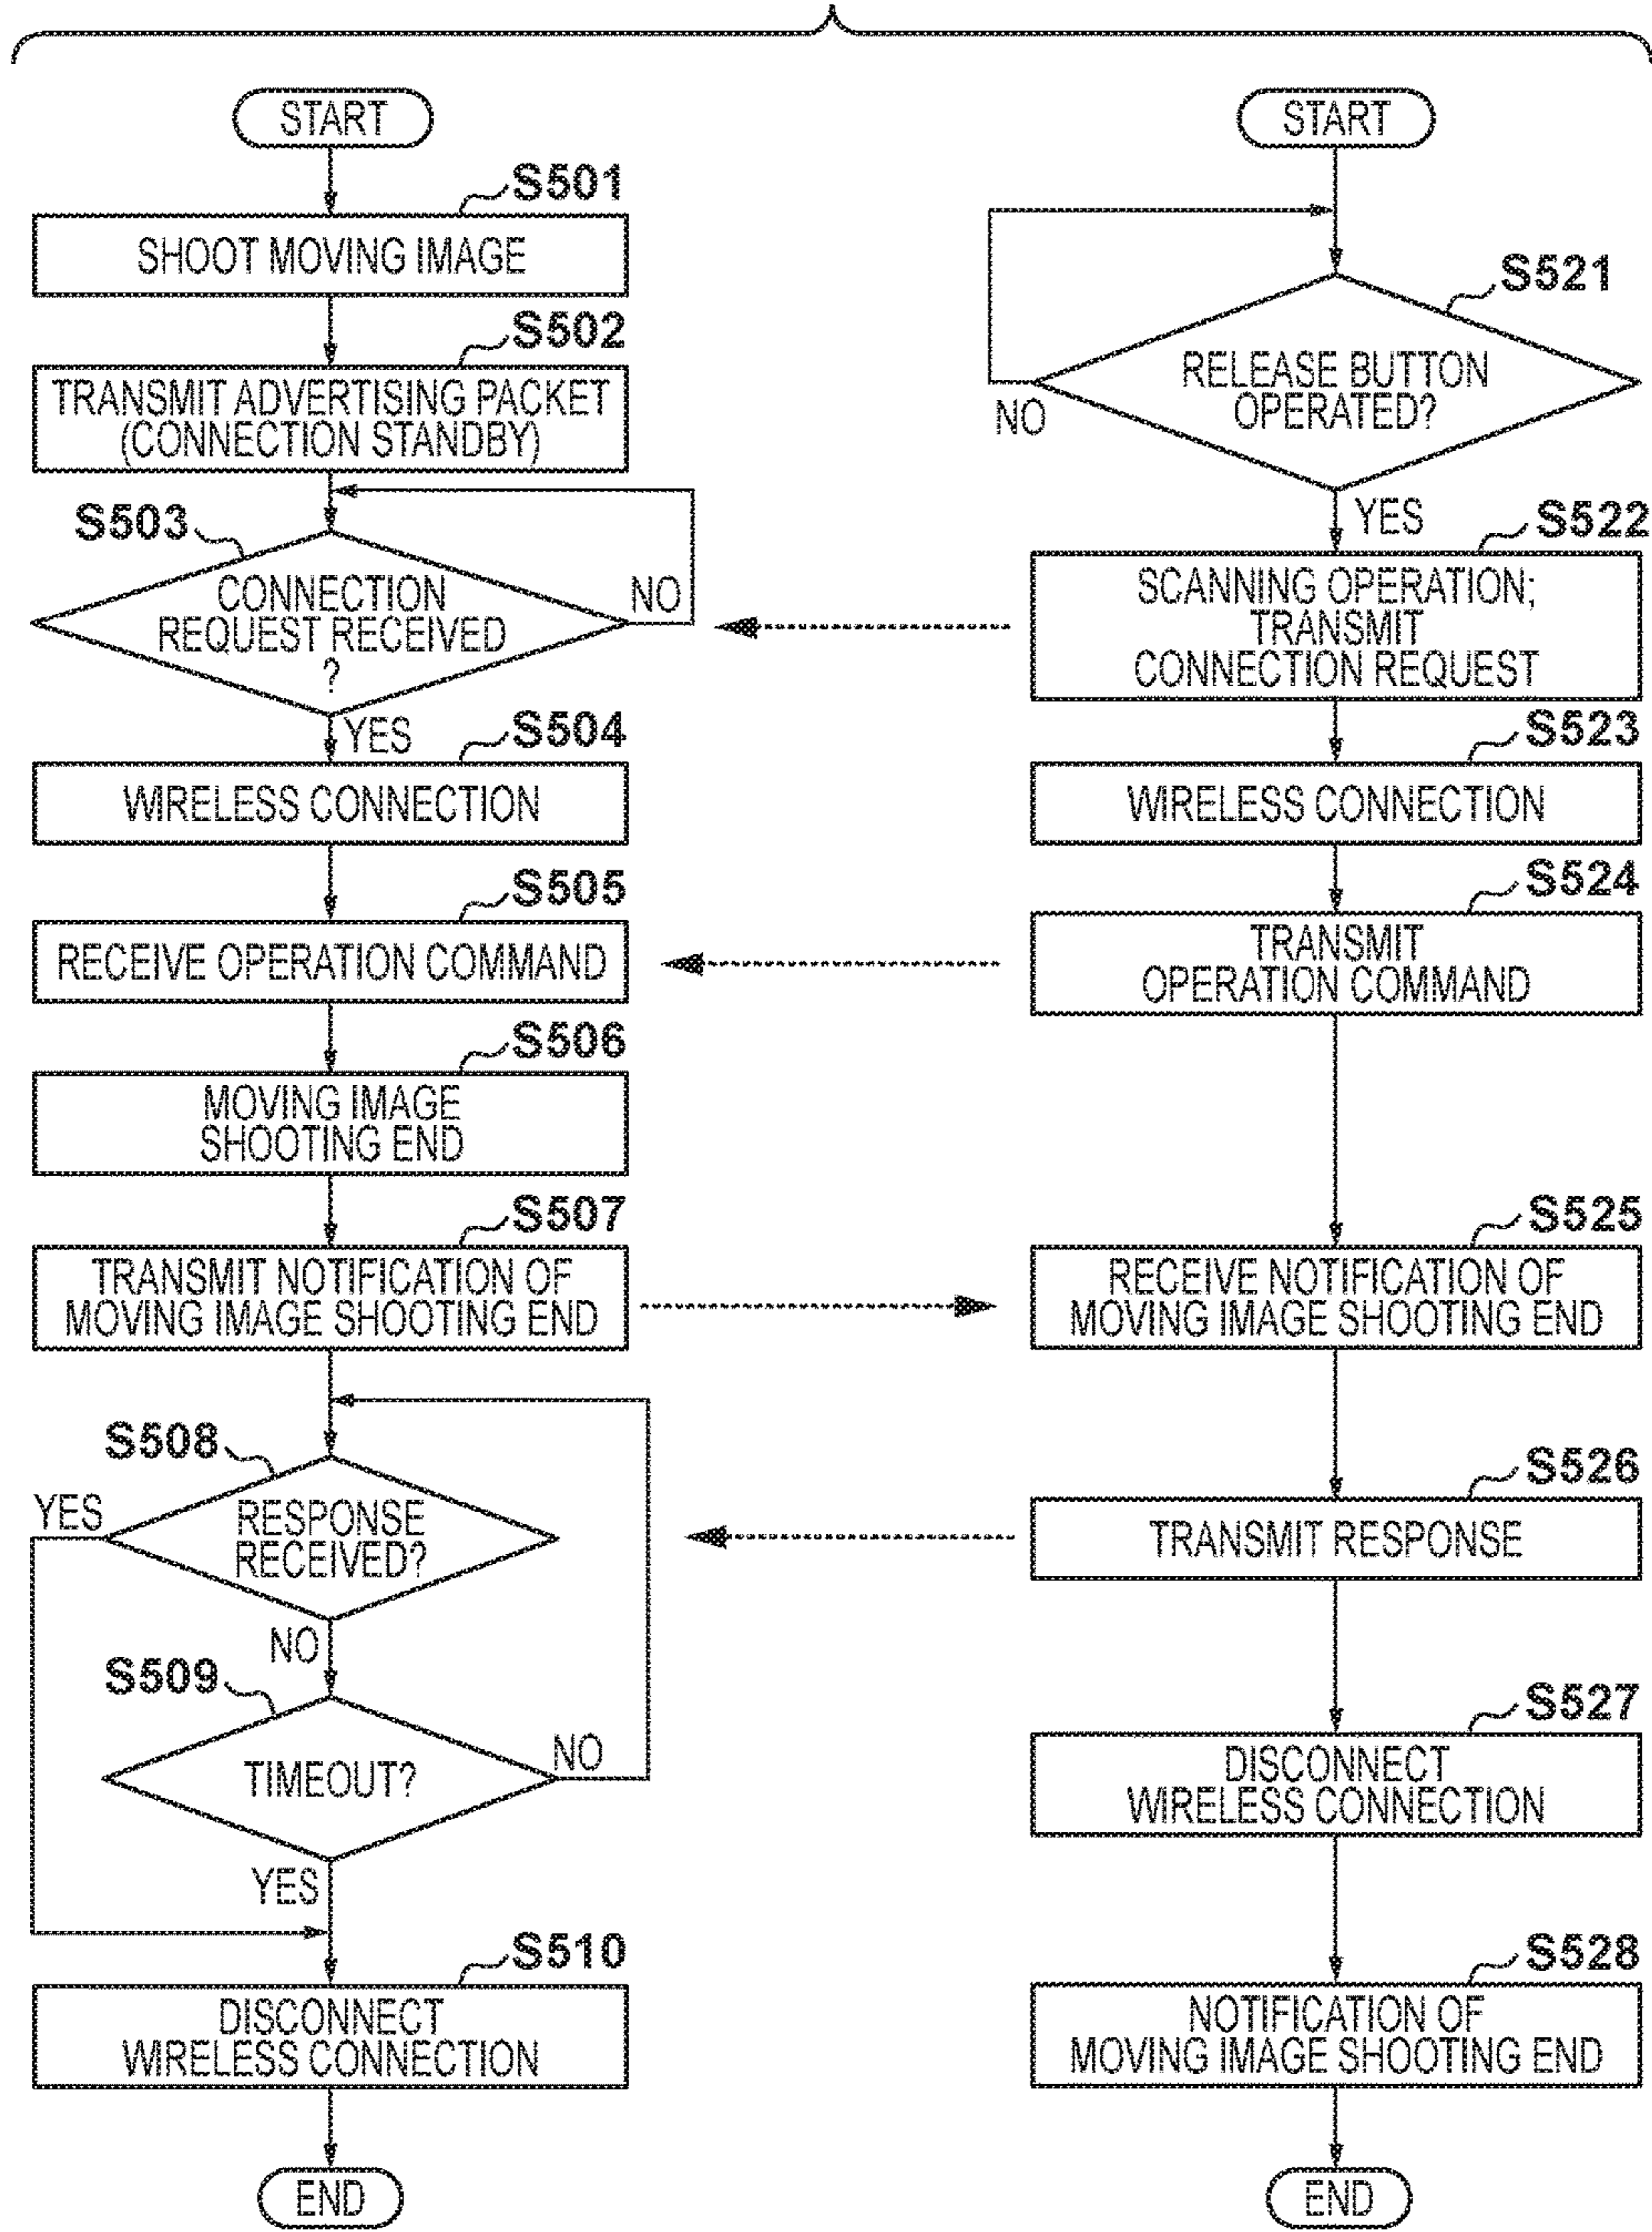 START
S501
SHOOT MOVING IMAGE
S502
TRANSMIT ADVERTISING PACKET
(CONNECTION STANDBY)
S503
CONNECTION
REQUEST RECEIVED
?
NO
YES
S504
WIRELESS CONNECTION
S505
RECEIVE OPERATION COMMAND
S506
MOVING IMAGE
SHOOTING END
S507
TRANSMIT NOTIFICATION OF
MOVING IMAGE SHOOTING END
S508
YES
RESPONSE
RECEIVED?
NO
S509
TIMEOUT?
NO
YES
S510
DISCONNECT
WIRELESS CONNECTION
END
START
S521
RELEASE BUTTON
OPERATED?
NO
YES
S522
SCANNING OPERATION;
TRANSMIT
CONNECTION REQUEST
S523
WIRELESS CONNECTION
S524
TRANSMIT
OPERATION COMMAND
S525
RECEIVE NOTIFICATION OF
MOVING IMAGE SHOOTING END
S526
TRANSMIT RESPONSE
S527
DISCONNECT
WIRELESS CONNECTION
S528
NOTIFICATION OF
MOVING IMAGE SHOOTING END
END